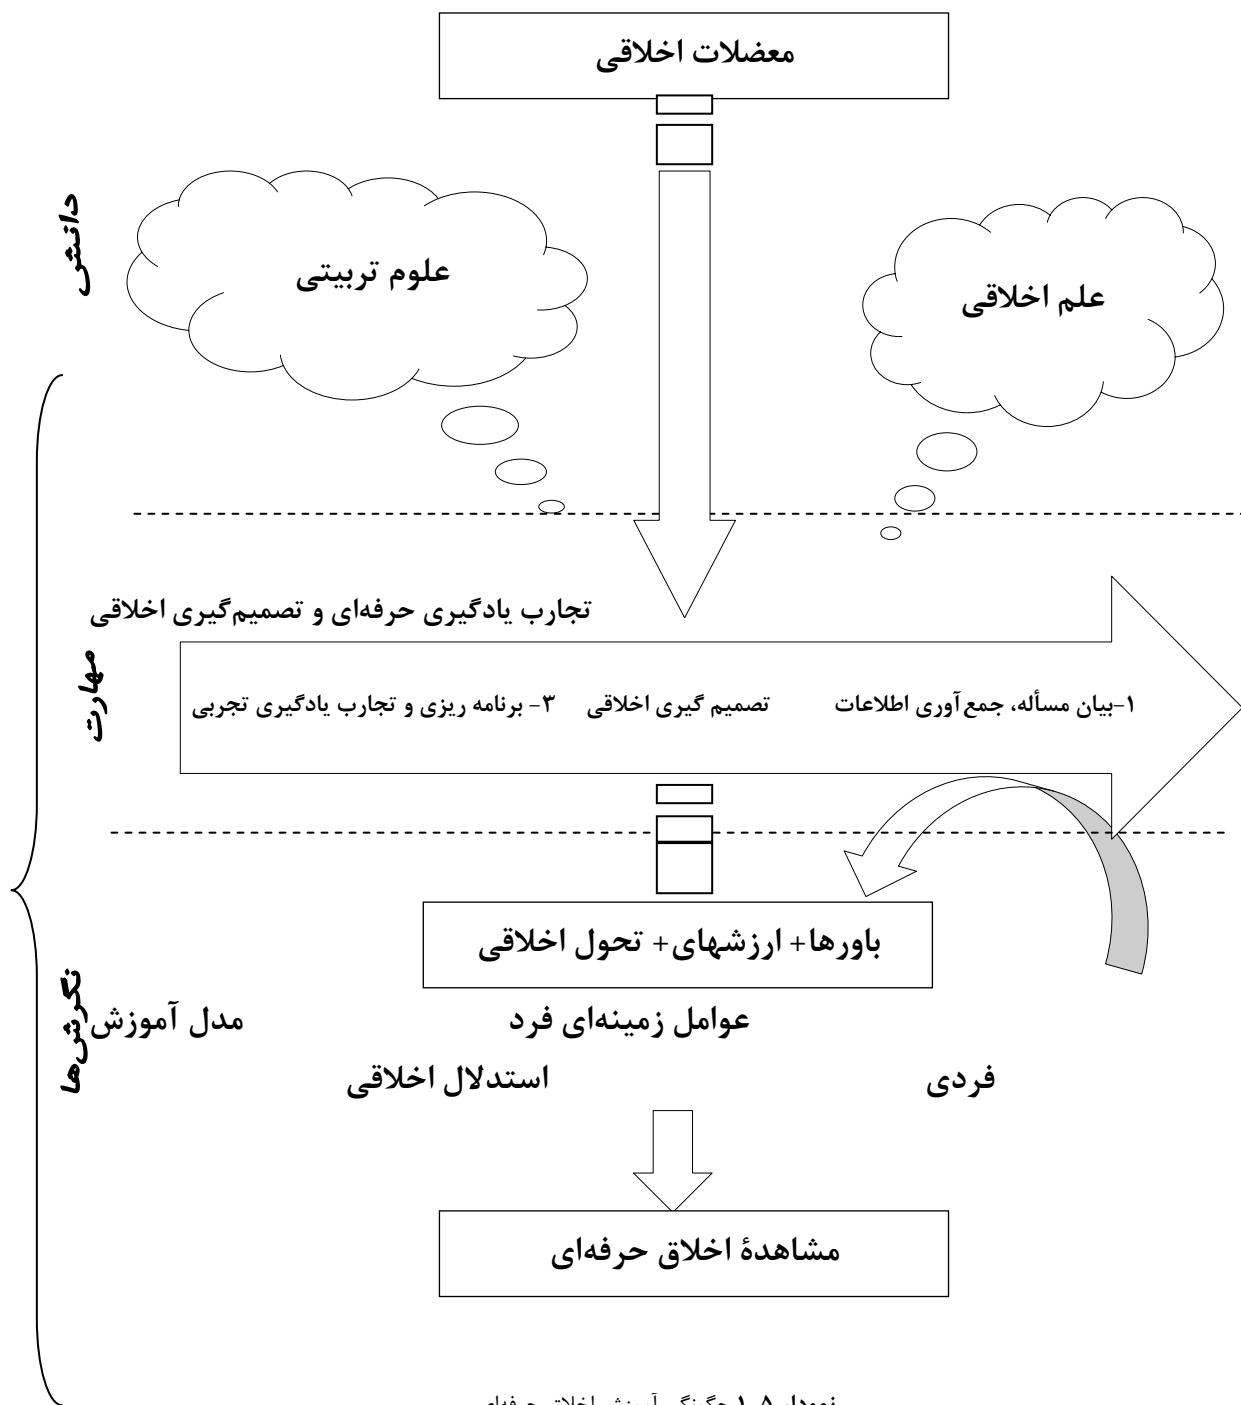 معضلات اخلاقی
دانش
علوم تربیتی
علم اخلاقی
تجارب یادگیری حرفه‌ای و تصمیم‌گیری اخلاقی
مهارت
۱-بیان مسأله، جمع‌آوری اطلاعات
تصمیم گیری اخلاقی
۳- برنامه ریزی و تجارب یادگیری تجربی
باورها+ ارزشهای+ تحول اخلاقی
نگرش‌ها
عوامل زمینه‌ای فرد
مدل آموزش
فردی
استدلال اخلاقی
مشاهدهٔ اخلاق حرفه‌ای